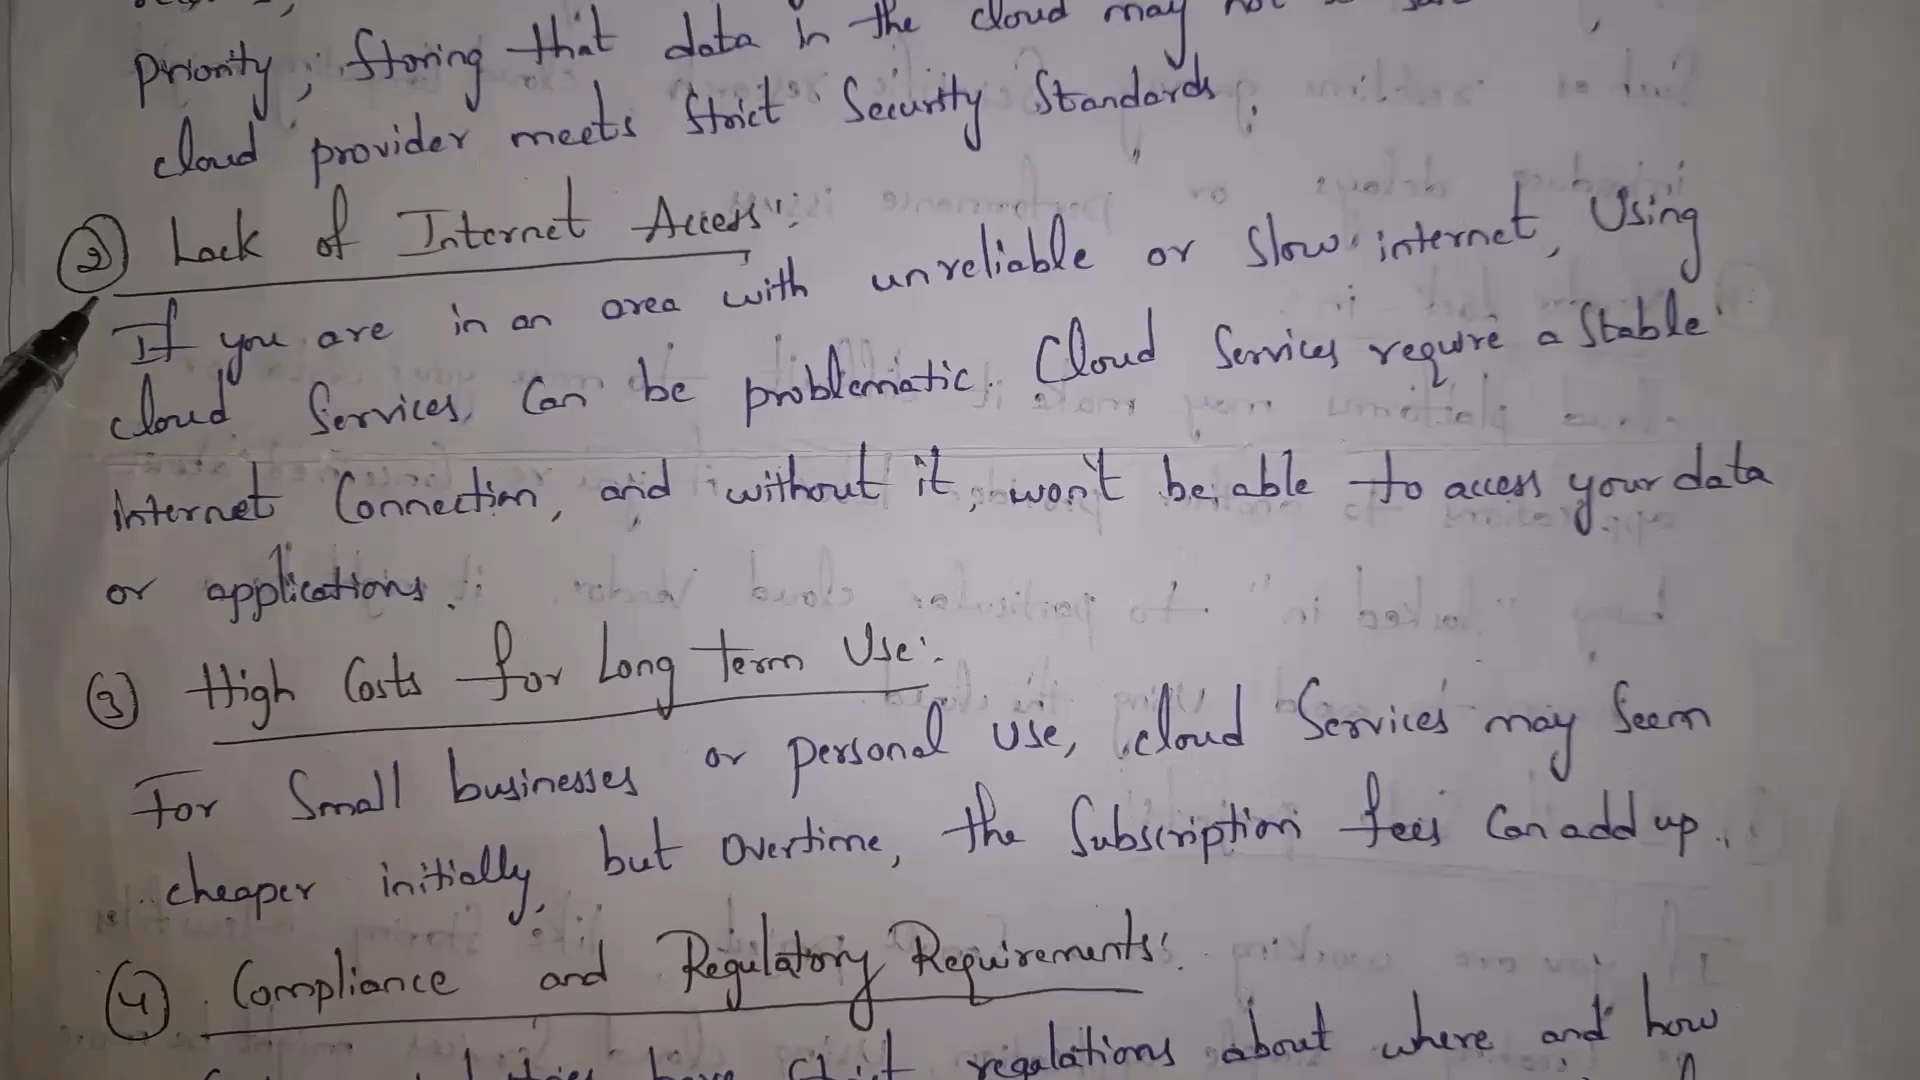 priority, storing that data in the cloud may not
cloud provider meets strict security standards.
② Lack of Internet Access:
If you are in an area with unreliable or slow internet, Using
cloud services can be problematic. Cloud services require a stable
internet connection, and without it, won't be able to access your data
or applications.
③ High Costs for Long term Use:
For small businesses or personal use, cloud services may seem
cheaper initially, but overtime, the subscription fees can add up.
④ Compliance and Regulatory Requirements:
have strict regulations about where and how